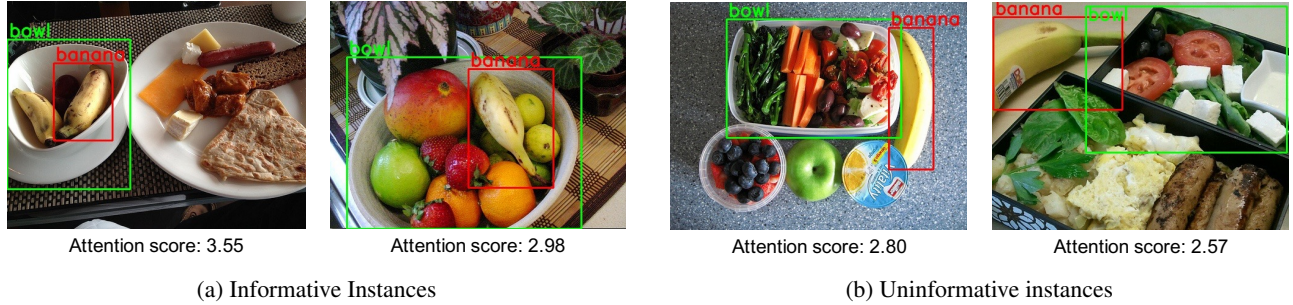 bowl
banana
bowl
banana
bowl
banana
banana
bowl
Attention score: 3.55
Attention score: 2.98
Attention score: 2.80
Attention score: 2.57
(a) Informative Instances
(b) Uninformative instances